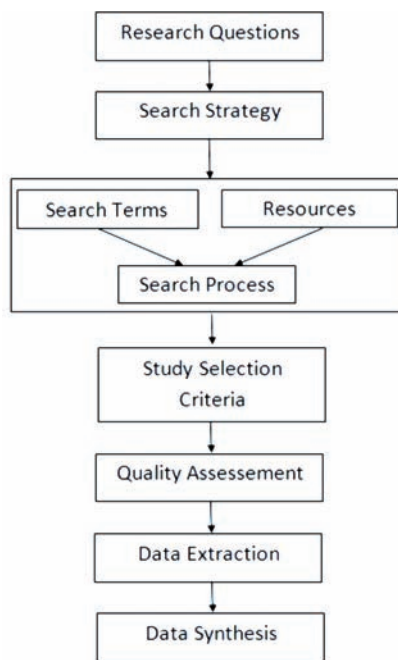 Research Questions
Search Strategy
Search Terms
Resources
Search Process
Study Selection
Criteria
Quality Assessement
Data Extraction
Data Synthesis